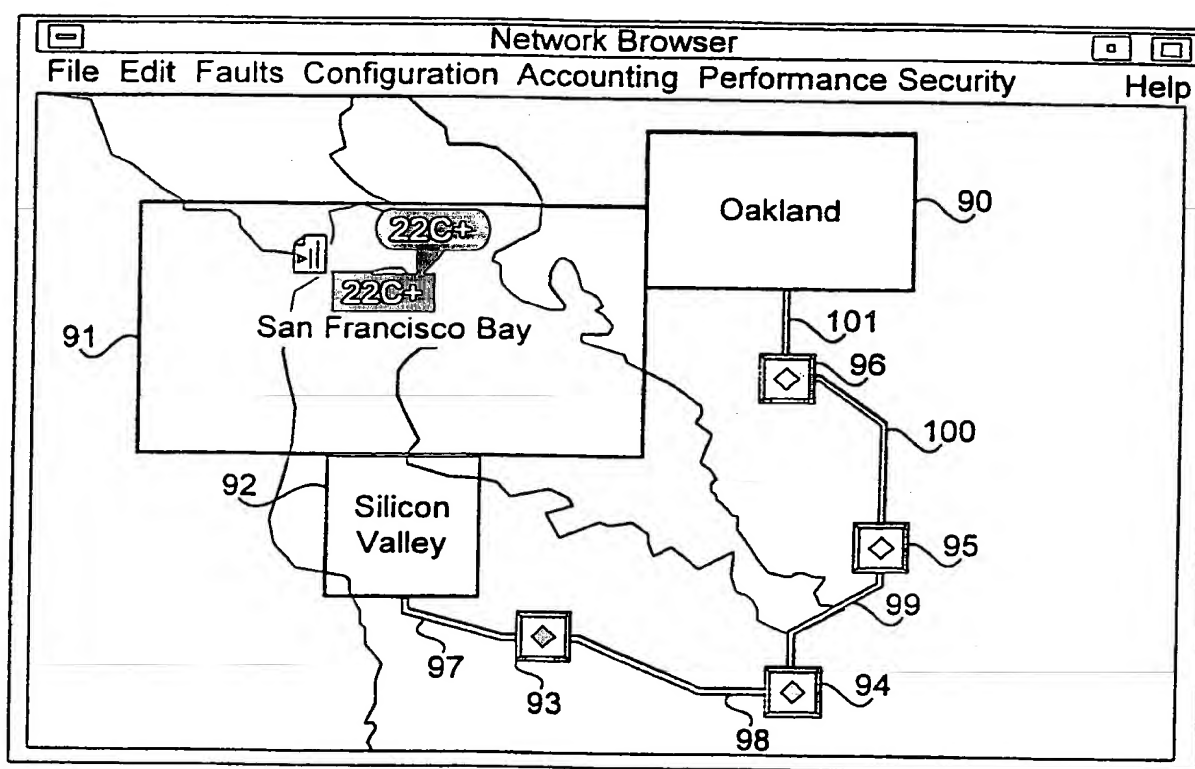 Network Browser
File Edit Faults Configuration Accounting Performance Security Help
Oakland
90
22C+
22C+
San Francisco Bay
91
101
96
100
92
Silicon
Valley
95
99
97
93
94
98